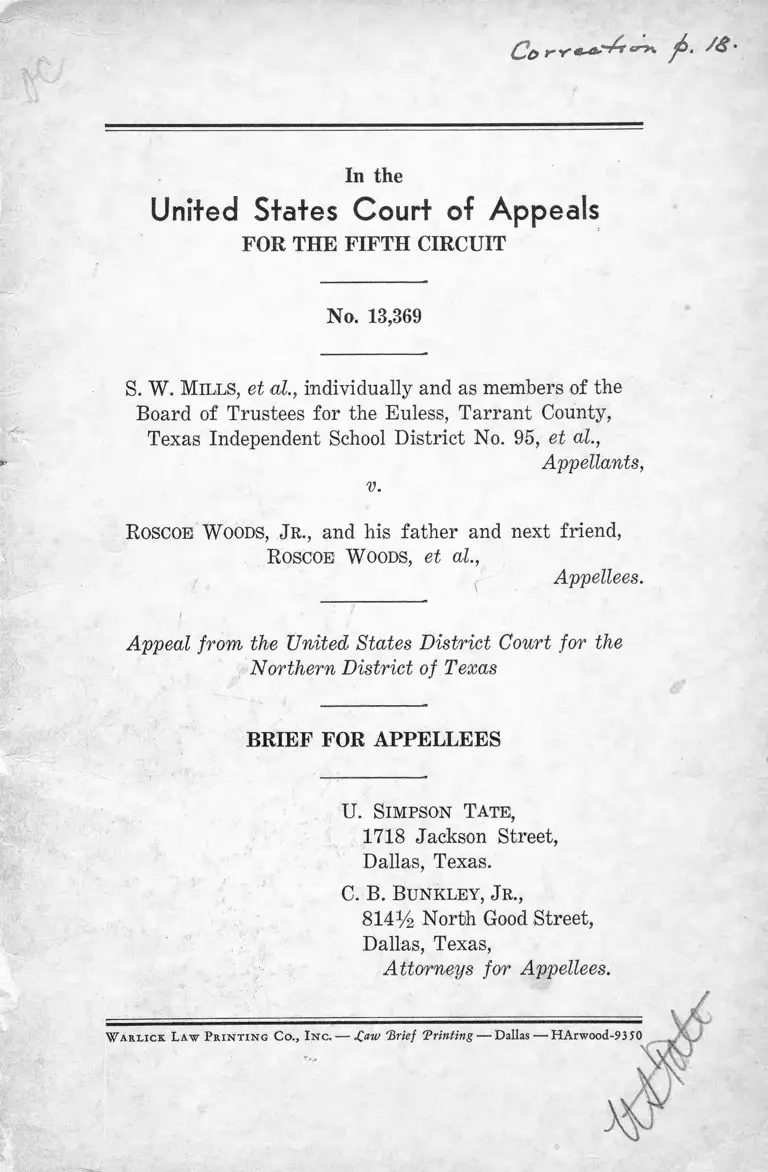 Correction p. 18.
In the
United States Court of Appeals
FOR THE FIFTH CIRCUIT
No. 13,369
S. W. MILLS, et al., individually and as members of the
Board of Trustees for the Euless, Tarrant County,
Texas Independent School District No. 95, et al.,
Appellants,
v.
ROSCOE WOODS, JR., and his father and next friend,
ROSCOE WOODS, et al.,
Appellees.
Appeal from the United States District Court for the
Northern District of Texas
BRIEF FOR APPELLEES
U. SIMPSON TATE,
1718 Jackson Street,
Dallas, Texas.
C. B. BUNKLEY, JR.,
814½ North Good Street,
Dallas, Texas,
Attorneys for Appellees.
WARLICK LAW PRINTING CO., INC. — Law Brief Printing — Dallas — HArwood-9350
USTate